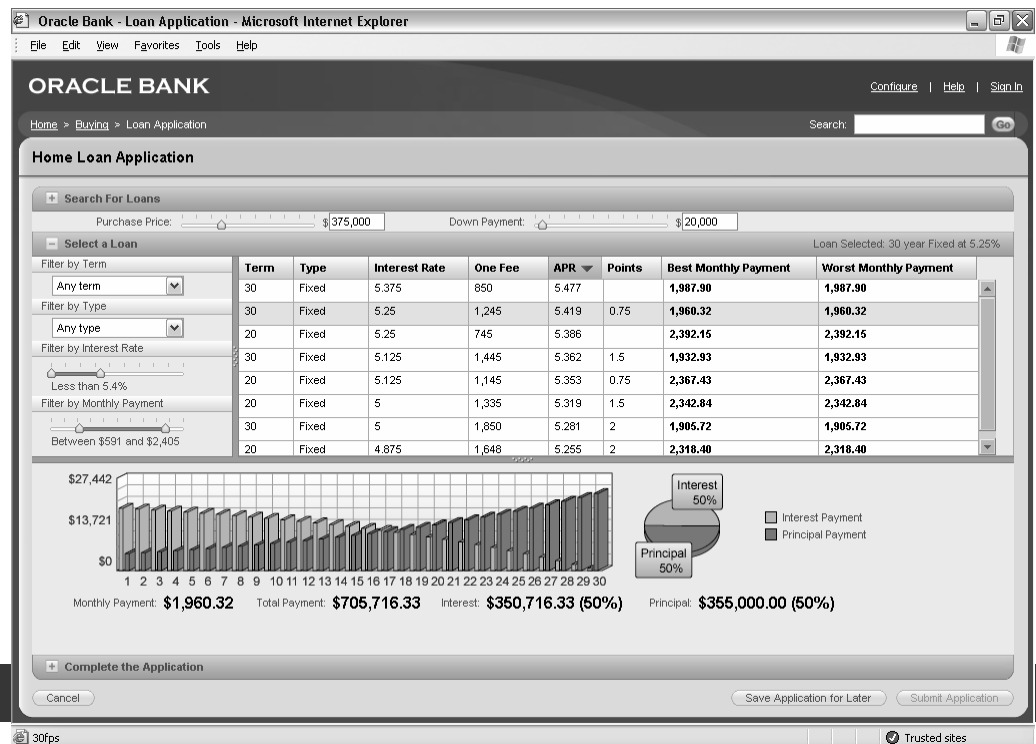 Oracle Bank - Loan Application - Microsoft Internet Explorer
File Edit View Favorites Tools Help
ORACLE BANK
Configure | Help | Sign In
Home > Buying > Loan Application
Search: Go
Home Loan Application
Search For Loans
Purchase Price: $ 375,000 Down Payment: $ 20,000
Select a Loan Loan Selected: 30 year Fixed at 5.25%
Filter by Term
Any term
Filter by Type
Any type
Filter by Interest Rate
Less than 5.4%
Filter by Monthly Payment
Between $591 and $2,405
Term Type Interest Rate One Fee APR Points Best Monthly Payment Worst Monthly Payment
30 Fixed 5.375 850 5.477 1,987.90 1,987.90
30 Fixed 5.25 1,245 5.419 0.75 1,960.32 1,960.32
20 Fixed 5.25 745 5.386 2,392.15 2,392.15
30 Fixed 5.125 1,445 5.362 1.5 1,932.93 1,932.93
20 Fixed 5.125 1,145 5.353 0.75 2,367.43 2,367.43
20 Fixed 5 1,335 5.319 1.5 2,342.84 2,342.84
30 Fixed 5 1,850 5.281 2 1,905.72 1,905.72
20 Fixed 4.875 1,648 5.255 2 2,318.40 2,318.40
$27,442
$13,721
$0
1 2 3 4 5 6 7 8 9 10 11 12 13 14 15 16 17 18 19 20 21 22 23 24 25 26 27 28 29 30
Interest
50%
Principal
50%
Interest Payment
Principal Payment
Monthly Payment: $1,960.32 Total Payment: $705,716.33 Interest: $350,716.33 (50%) Principal: $355,000.00 (50%)
Complete the Application
Cancel Save Application for Later Submit Application
30fps Trusted sites